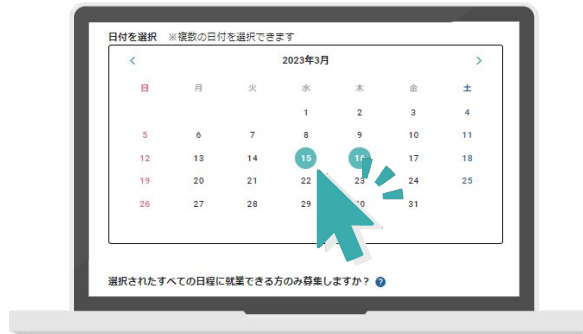 日付を選択 ※複数の日付を選択できます
< 2023年3月 >
日 月 火 水 木 金 土
1 2 3 4
5 6 7 8 9 10 11
12 13 14 15 16 17 18
19 20 21 22 23 24 25
26 27 28 29 30 31
選択されたすべての日程に就業できる方のみ募集しますか？ ?